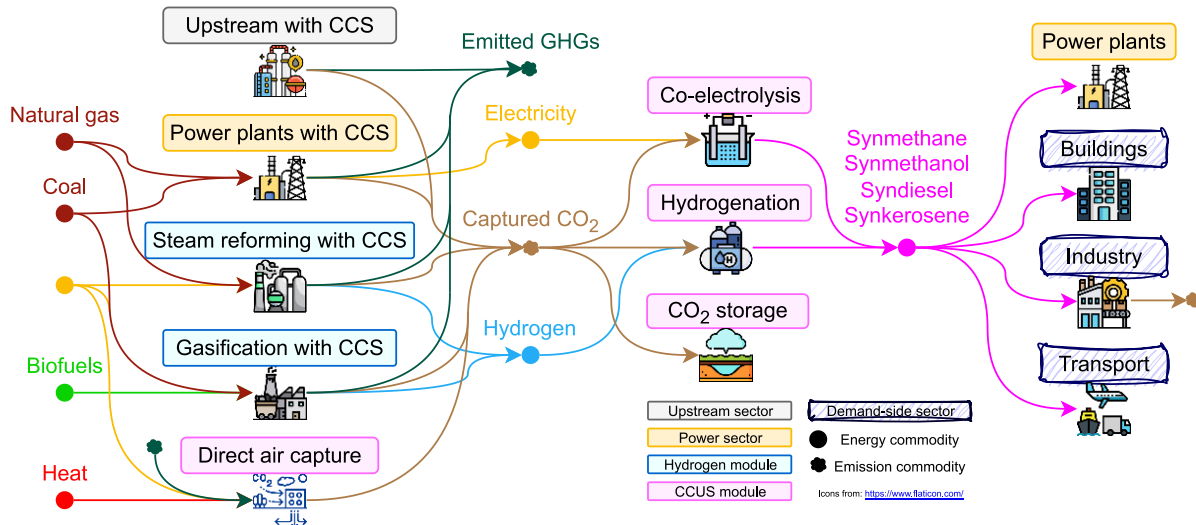 Upstream with CCS
Emitted GHGs
Power plants
Natural gas
Power plants with CCS
Electricity
Co-electrolysis
Synmethane
Synmethanol
Syndiesel
Synkerosene
Buildings
Coal
Steam reforming with CCS
Captured CO2
Hydrogenation
Industry
H
Gasification with CCS
Hydrogen
CO2 storage
Biofuels
Transport
Direct air capture
Heat
CO2
Upstream sector
Power sector
Hydrogen module
CCUS module
Demand-side sector
Energy commodity
Emission commodity
Icons from: https://www.flaticon.com/